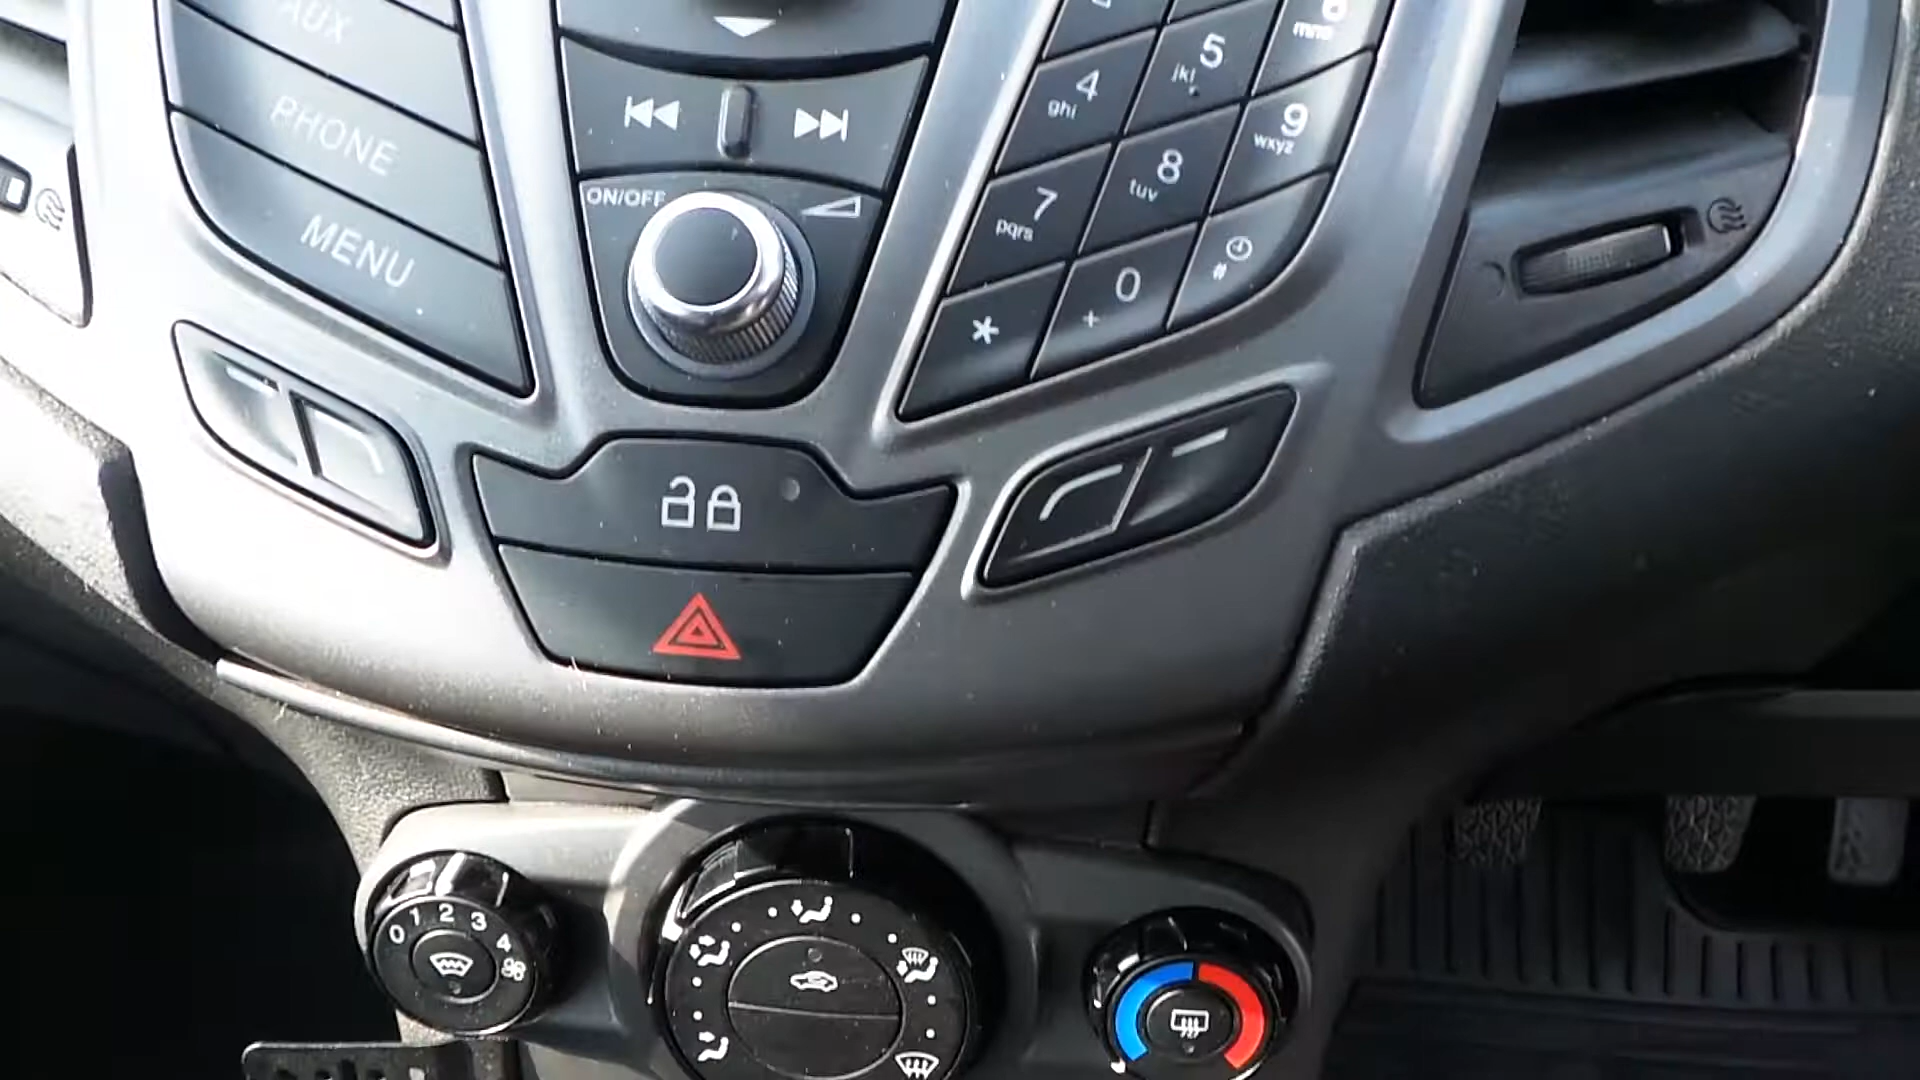 AUX
PHONE
MENU
ON/OFF
4 ghi
5 jkl
mno
7 pqrs
8 tuv
9 wxyz
*
0 +
#
0 1 2 3 4